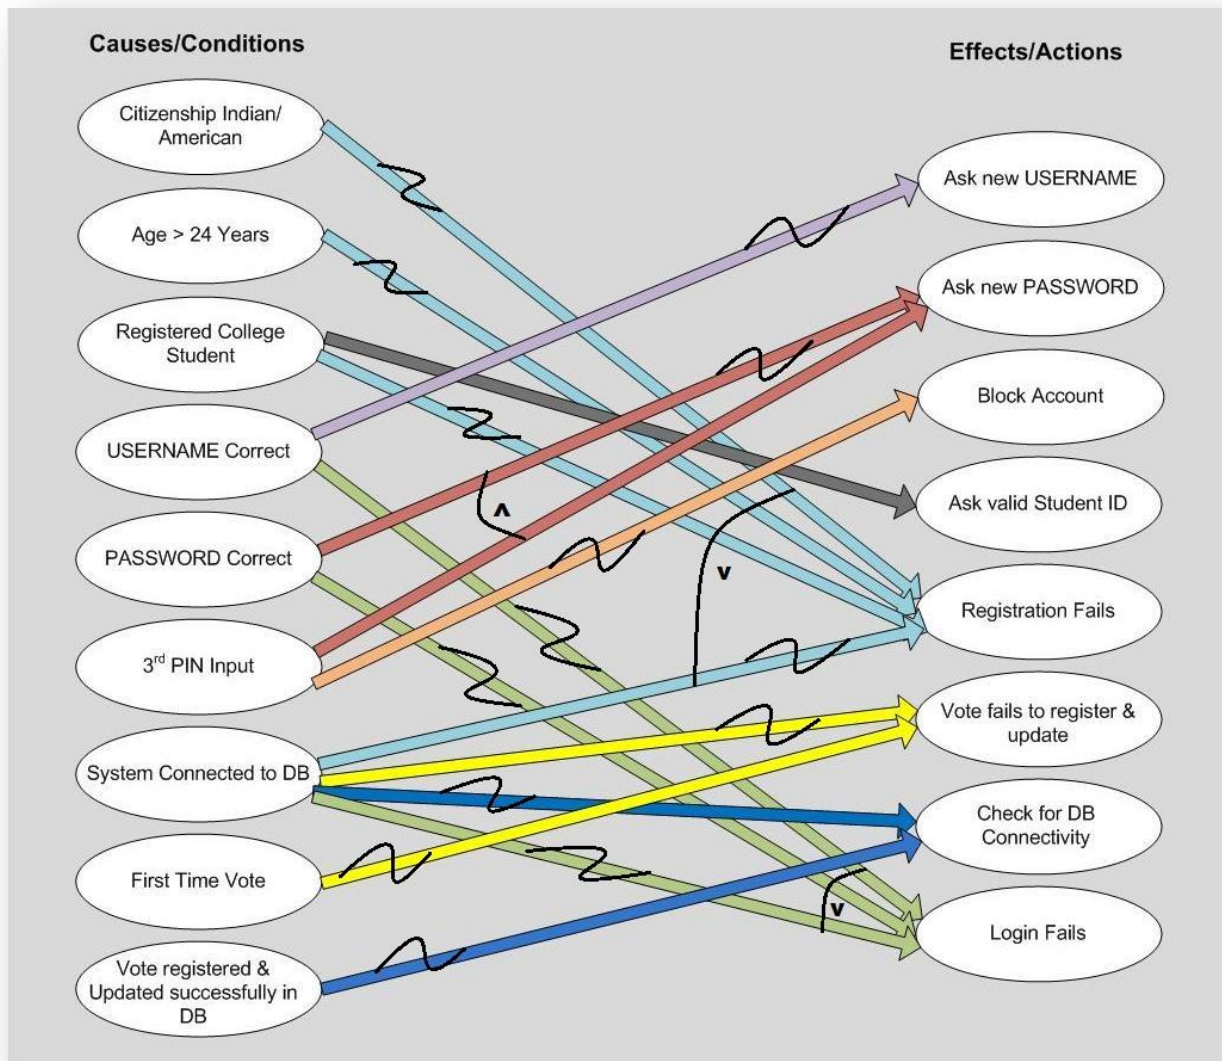 Causes/Conditions
Effects/Actions
Citizenship Indian/
American
Age > 24 Years
Registered College
Student
USERNAME Correct
PASSWORD Correct
3rd PIN Input
System Connected to DB
First Time Vote
Vote registered &
Updated successfully in
DB
Ask new USERNAME
Ask new PASSWORD
Block Account
Ask valid Student ID
Registration Fails
Vote fails to register &
update
Check for DB
Connectivity
Login Fails
ʌ
v
v